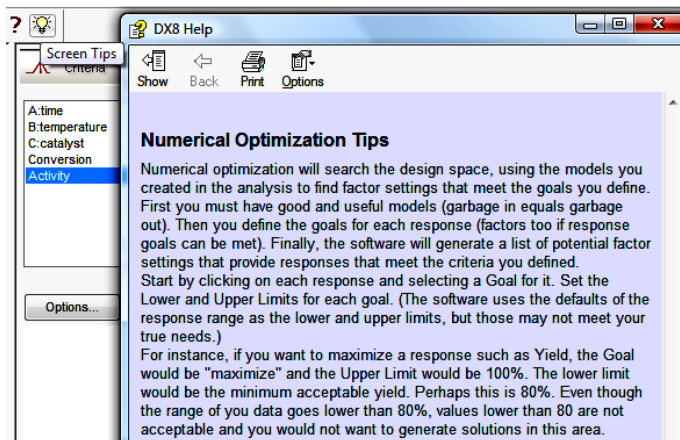 ?
Screen Tips
Criteria
A:time
B:temperature
C:catalyst
Conversion
Activity
Options...
DX8 Help
Show Back Print Options
Numerical Optimization Tips
Numerical optimization will search the design space, using the models you
created in the analysis to find factor settings that meet the goals you define.
First you must have good and useful models (garbage in equals garbage
out). Then you define the goals for each response (factors too if response
goals can be met). Finally, the software will generate a list of potential factor
settings that provide responses that meet the criteria you defined.
Start by clicking on each response and selecting a Goal for it. Set the
Lower and Upper Limits for each goal. (The software uses the defaults of the
response range as the lower and upper limits, but those may not meet your
true needs.)
For instance, if you want to maximize a response such as Yield, the Goal
would be "maximize" and the Upper Limit would be 100%. The lower limit
would be the minimum acceptable yield. Perhaps this is 80%. Even though
the range of you data goes lower than 80%, values lower than 80 are not
acceptable and you would not want to generate solutions in this area.